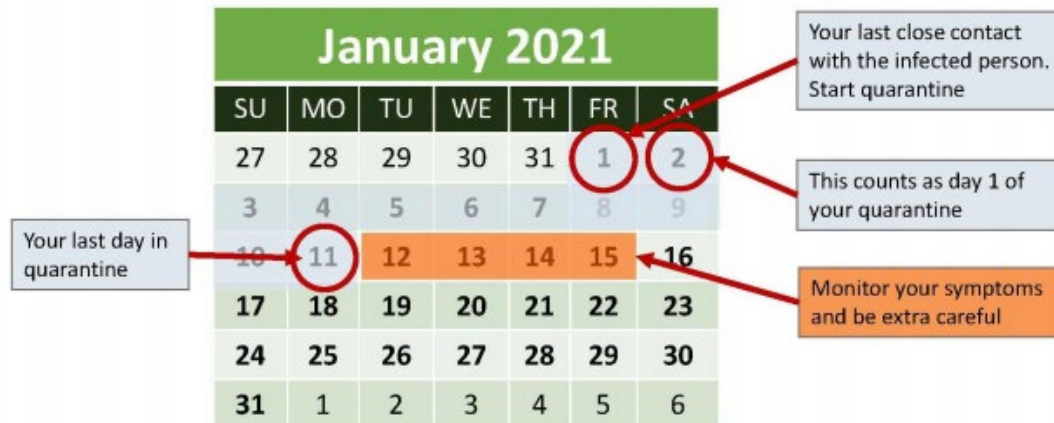 January 2021
SU MO TU WE TH FR SA
27 28 29 30 31 1 2
3 4 5 6 7 8 9
10 11 12 13 14 15 16
17 18 19 20 21 22 23
24 25 26 27 28 29 30
31 1 2 3 4 5 6
Your last close contact
with the infected person.
Start quarantine
This counts as day 1 of
your quarantine
Your last day in
quarantine
Monitor your symptoms
and be extra careful